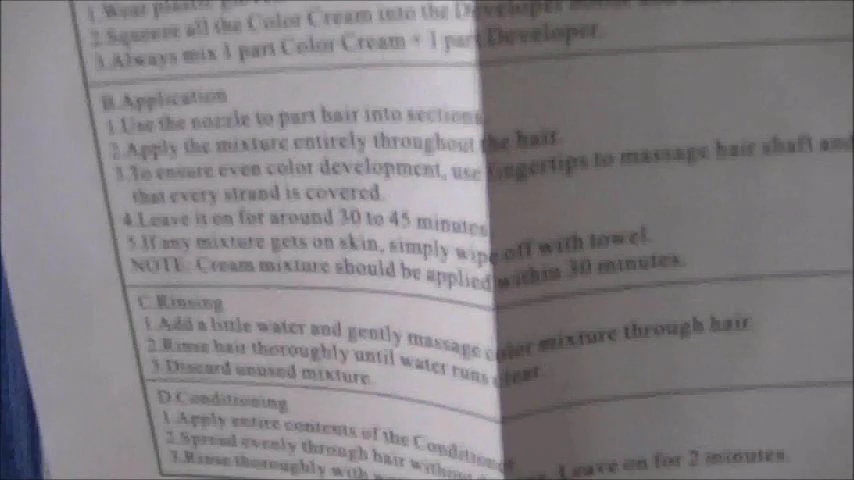 1.Wear plastic
2.Squeeze all the Color Cream into the Developer
3.Always mix 1 part Color Cream + 1 part Developer.
B.Application
1.Use the nozzle to part hair into sections.
2.Apply the mixture entirely throughout the hair.
3.To ensure even color development, use fingertips to massage hair shaft and
that every strand is covered.
4.Leave it on for around 30 to 45 minutes.
5.If any mixture gets on skin, simply wipe off with towel.
NOTE: Cream mixture should be applied within 30 minutes.
C.Rinsing
1.Add a little water and gently massage color mixture through hair.
2.Rinse hair thoroughly until water runs clear.
3.Discard unused mixture.
D.Conditioning
1.Apply entire contents of the Conditioner
2.Spread evenly through hair without Leave on for 2 minutes.
3.Rinse thoroughly with